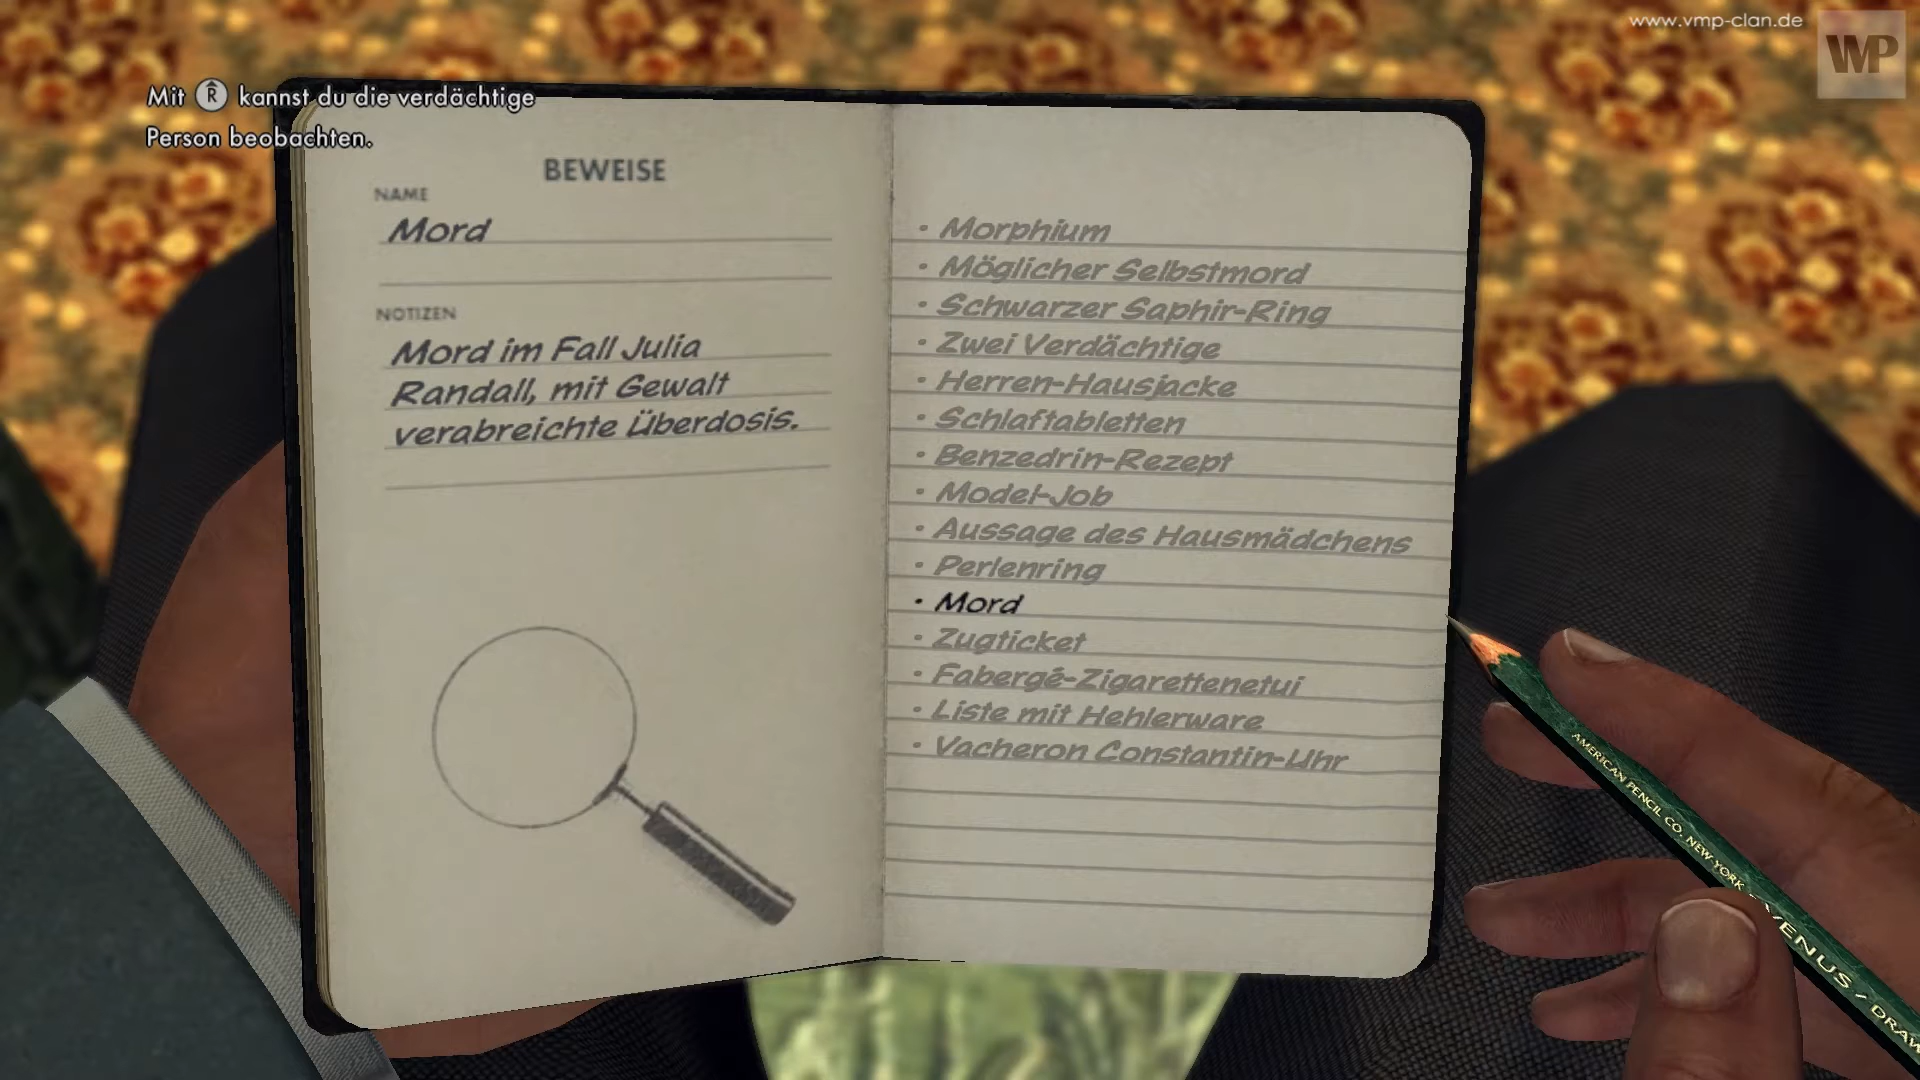 www.vmp-clan.de
VMP
Mit R kannst du die verdächtige
Person beobachten.
BEWEISE
NAME
Mord
NOTIZEN
Mord im Fall Julia
Randall, mit Gewalt
verabreichte Überdosis.
• Morphium
• Möglicher Selbstmord
• Schwarzer Saphir-Ring
• Zwei Verdächtige
• Herren-Hausjacke
• Schlaftabletten
• Benzedrin-Rezept
• Model-Job
• Aussage des Hausmädchens
• Perlenring
• Mord
• Zugticket
• Fabergé-Zigarettenetui
• Liste mit Hehlerware
• Vacheron Constantin-Uhr
AMERICAN PENCIL CO. NEW YORK
VENUS / DRAW